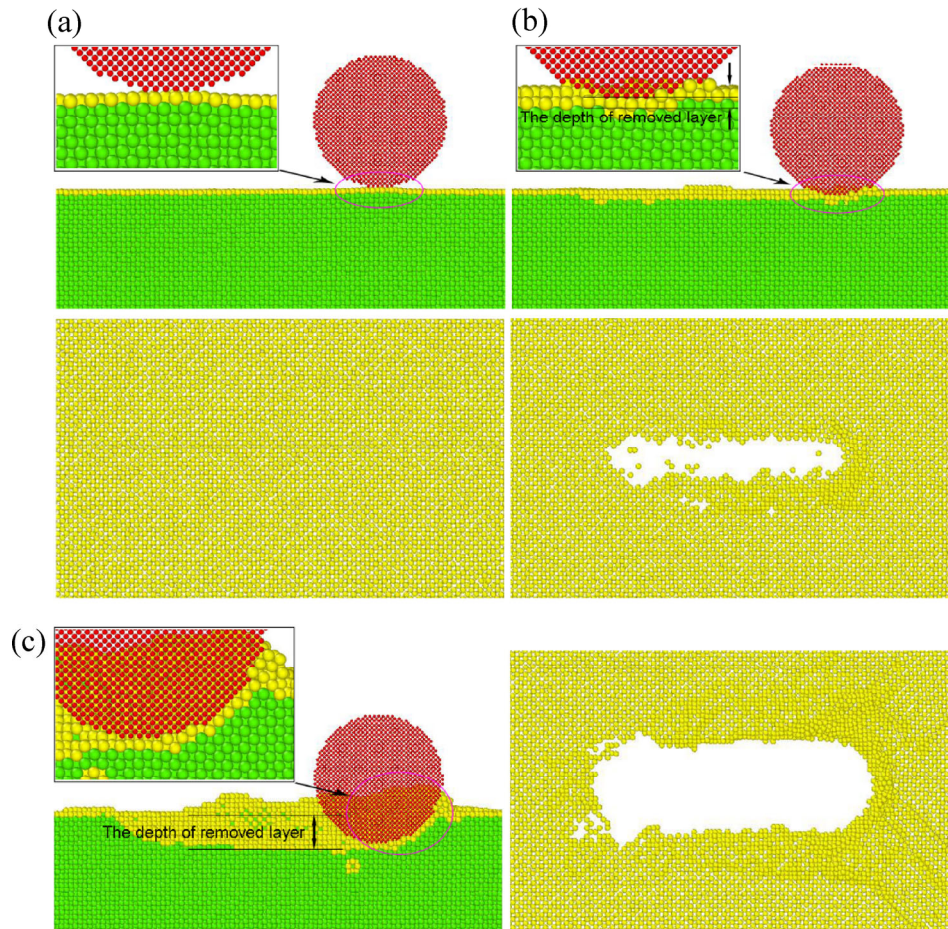 (a)
(b)
The depth of removed layer
(c)
The depth of removed layer